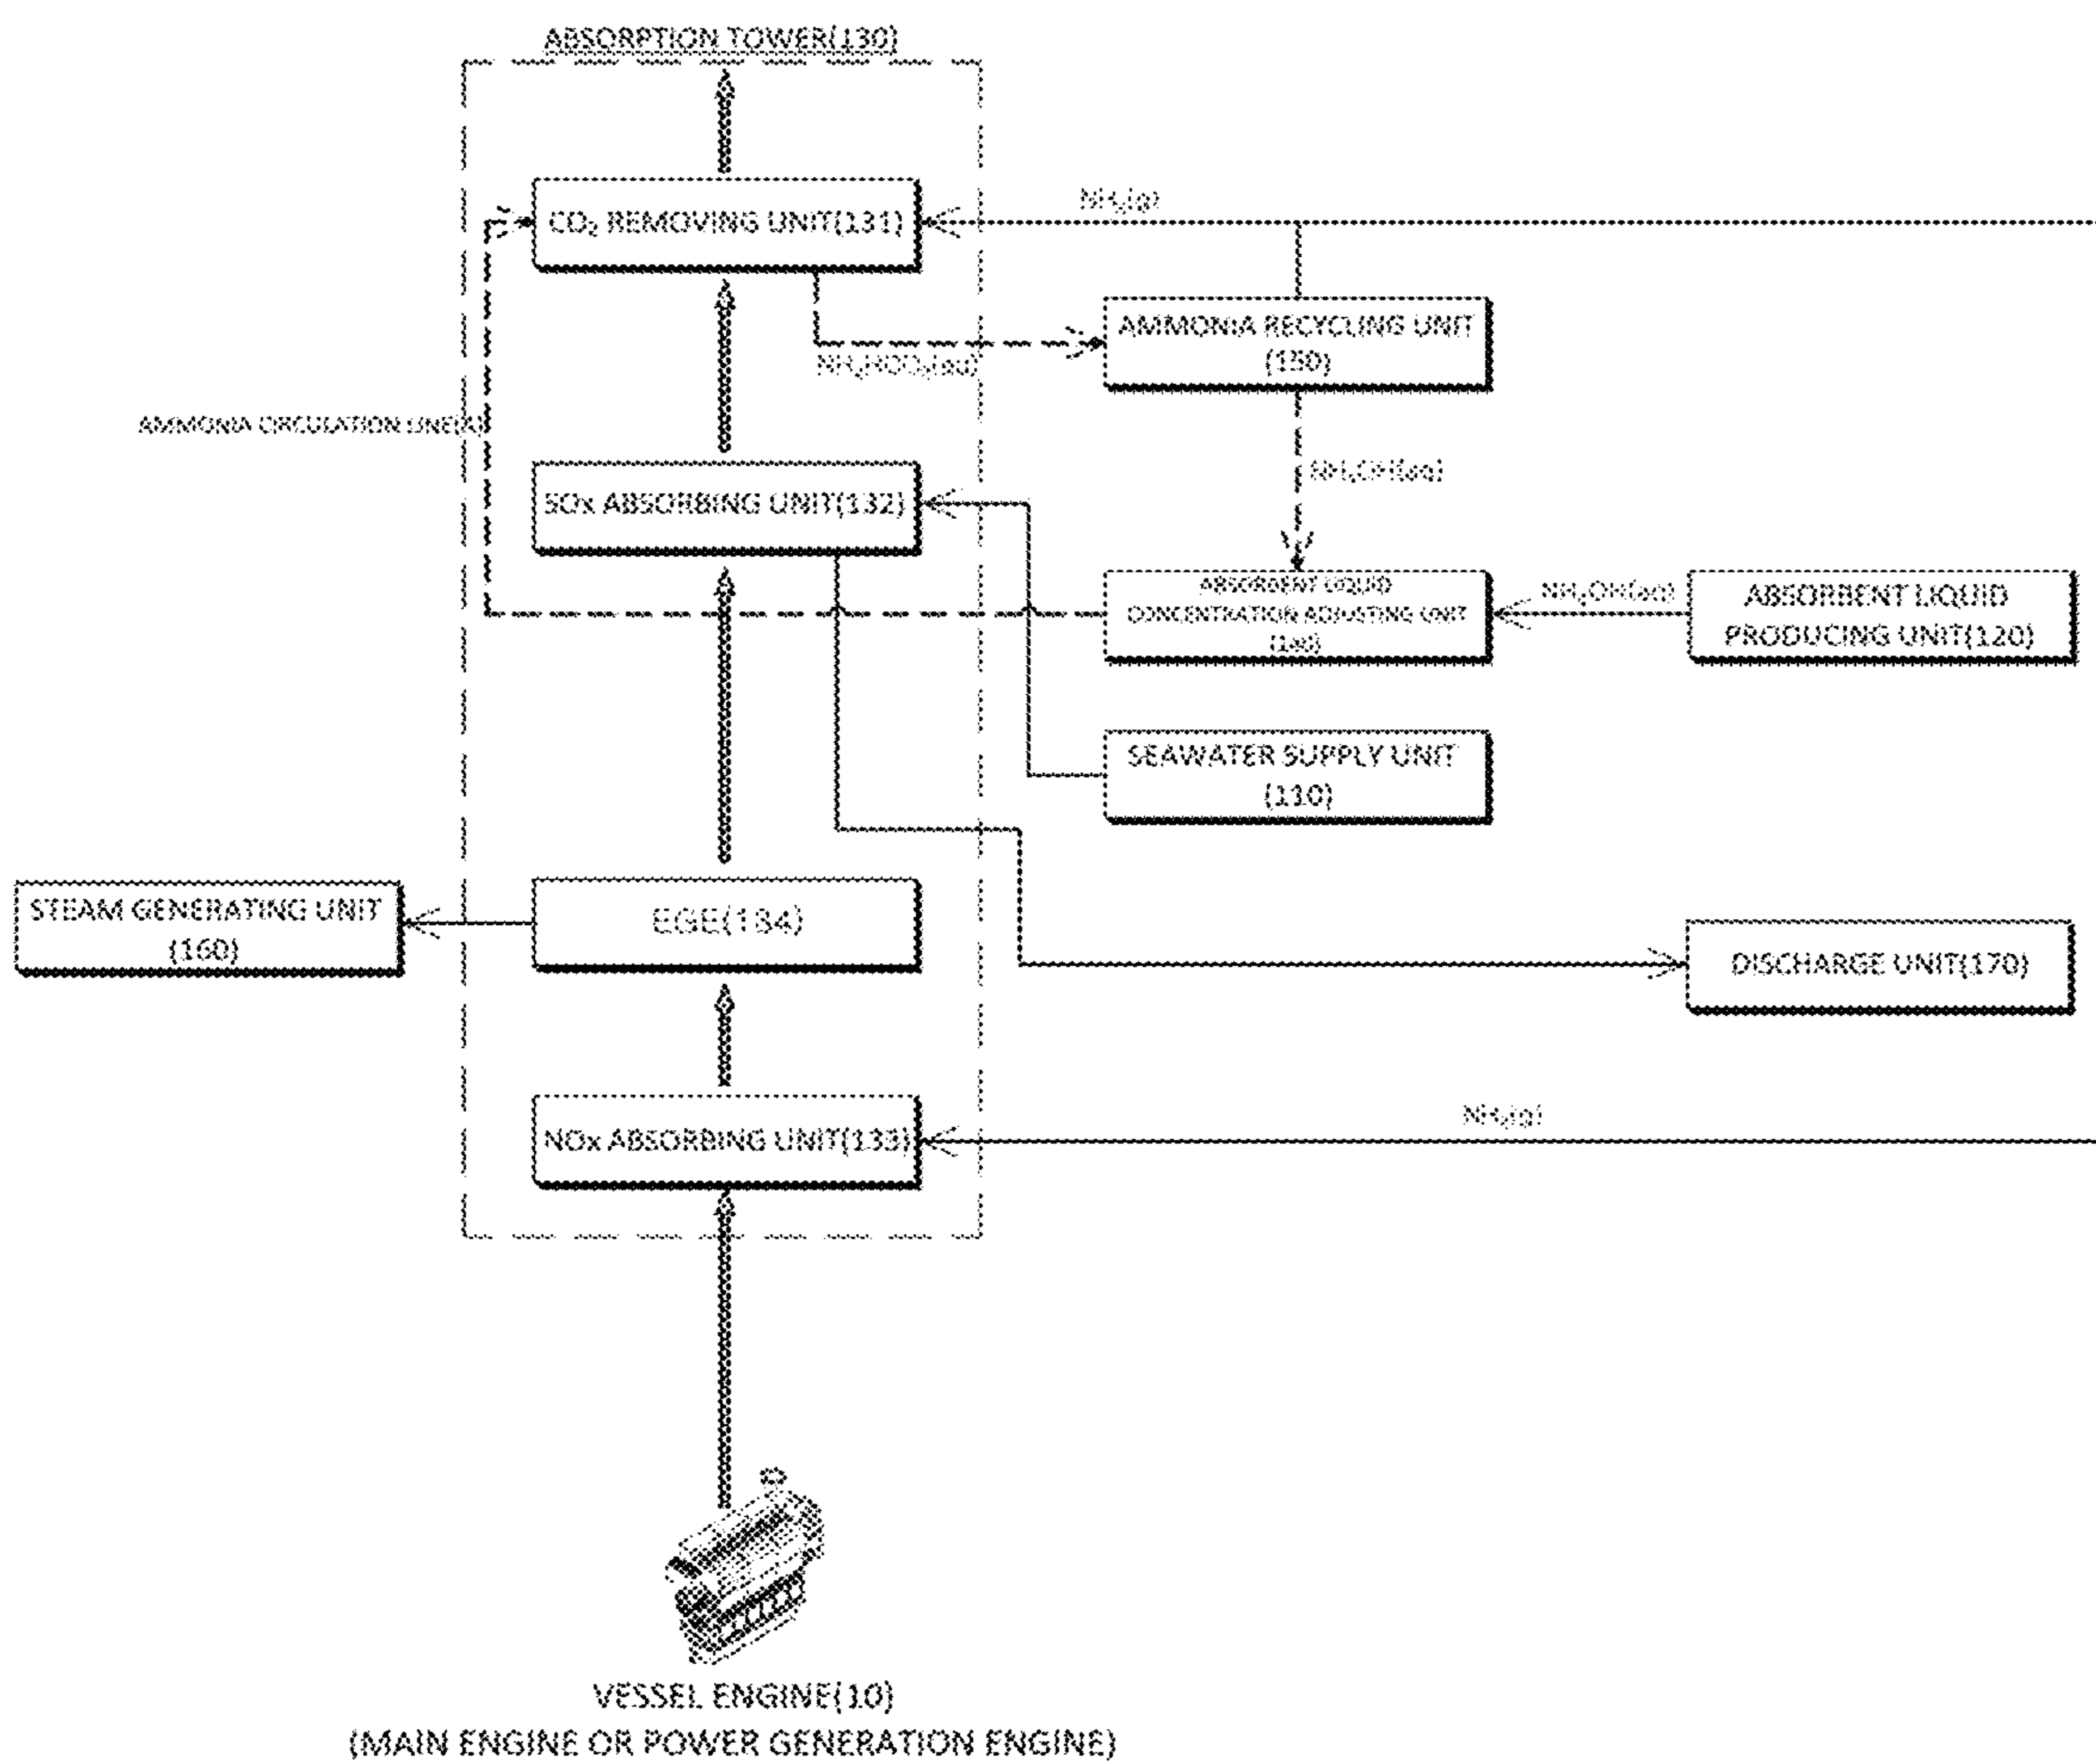 ABSORPTION TOWER(130)
NH₃(g)
CO₂ REMOVING UNIT(131)
AMMONIA RECYCLING UNIT
(150)
NH₄HCO₃(aq)
AMMONIA CIRCULATION LINE(A)
NH₄OH(aq)
SOx ABSORBING UNIT(132)
ABSORBENT LIQUID
CONCENTRATION ADJUSTING UNIT
(140)
NH₄OH(aq)
ABSORBENT LIQUID
PRODUCING UNIT(120)
SEAWATER SUPPLY UNIT
(110)
STEAM GENERATING UNIT
(160)
EGE(134)
DISCHARGE UNIT(170)
NH₃(g)
NOx ABSORBING UNIT(133)
VESSEL ENGINE(10)
(MAIN ENGINE OR POWER GENERATION ENGINE)